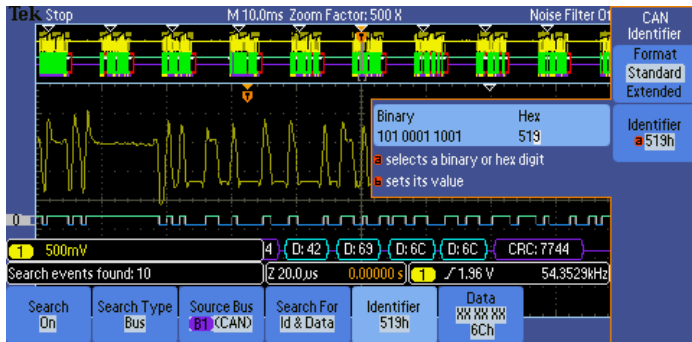 Tek Stop M 10.0ms Zoom Factor: 500 X Noise Filter Of
CAN
Identifier
Format
Standard
Extended
Identifier
a 519h
Binary Hex
101 0001 1001 519
a selects a binary or hex digit
b sets its value
1 500mV
4 D: 42 D: 69 D: 6C D: 6C CRC: 7744
Search events found: 10 Z 20.0µs 0.00000 s 1 1.96 V 54.3529kHz
Search
On
Search Type
Bus
Source Bus
B1 (CAN)
Search For
Id & Data
Identifier
519h
Data
XX XX XX
6Ch